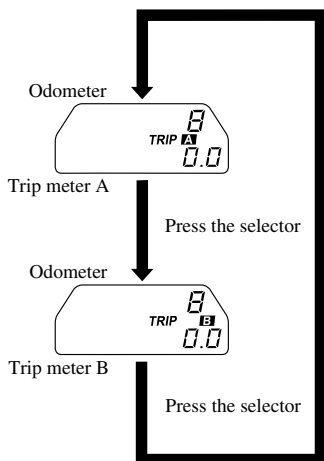 Odometer
8
TRIP A
0.0
Trip meter A
Press the selector
Odometer
8
TRIP B
0.0
Trip meter B
Press the selector